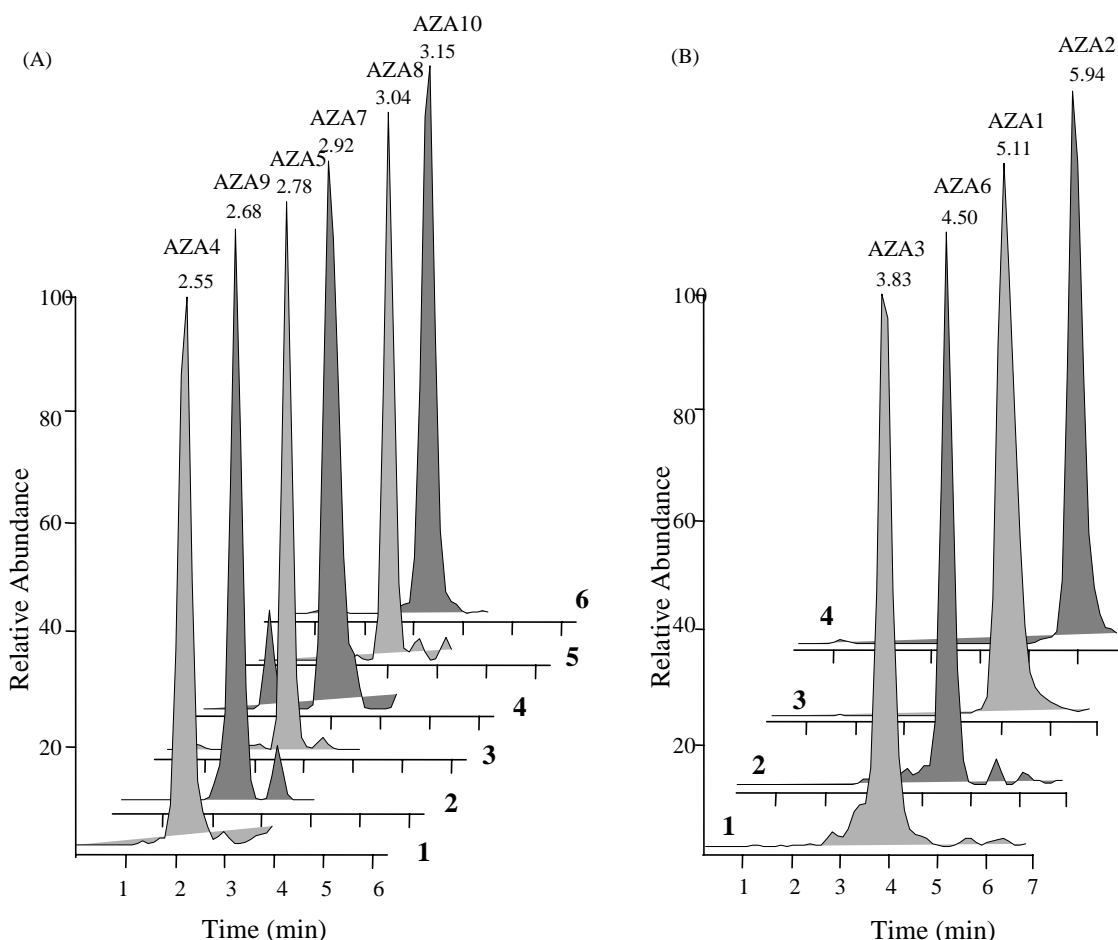 (A)
AZA10
3.15
AZA8
3.04
AZA7
2.92
AZA5
2.78
AZA9
2.68
AZA4
2.55
100
80
60
40
20
Relative Abundance
6
5
4
3
2
1
1 2 3 4 5 6
Time (min)
(B)
AZA2
5.94
AZA1
5.11
AZA6
4.50
AZA3
3.83
100
80
60
40
20
Relative Abundance
4
3
2
1
1 2 3 4 5 6 7
Time (min)